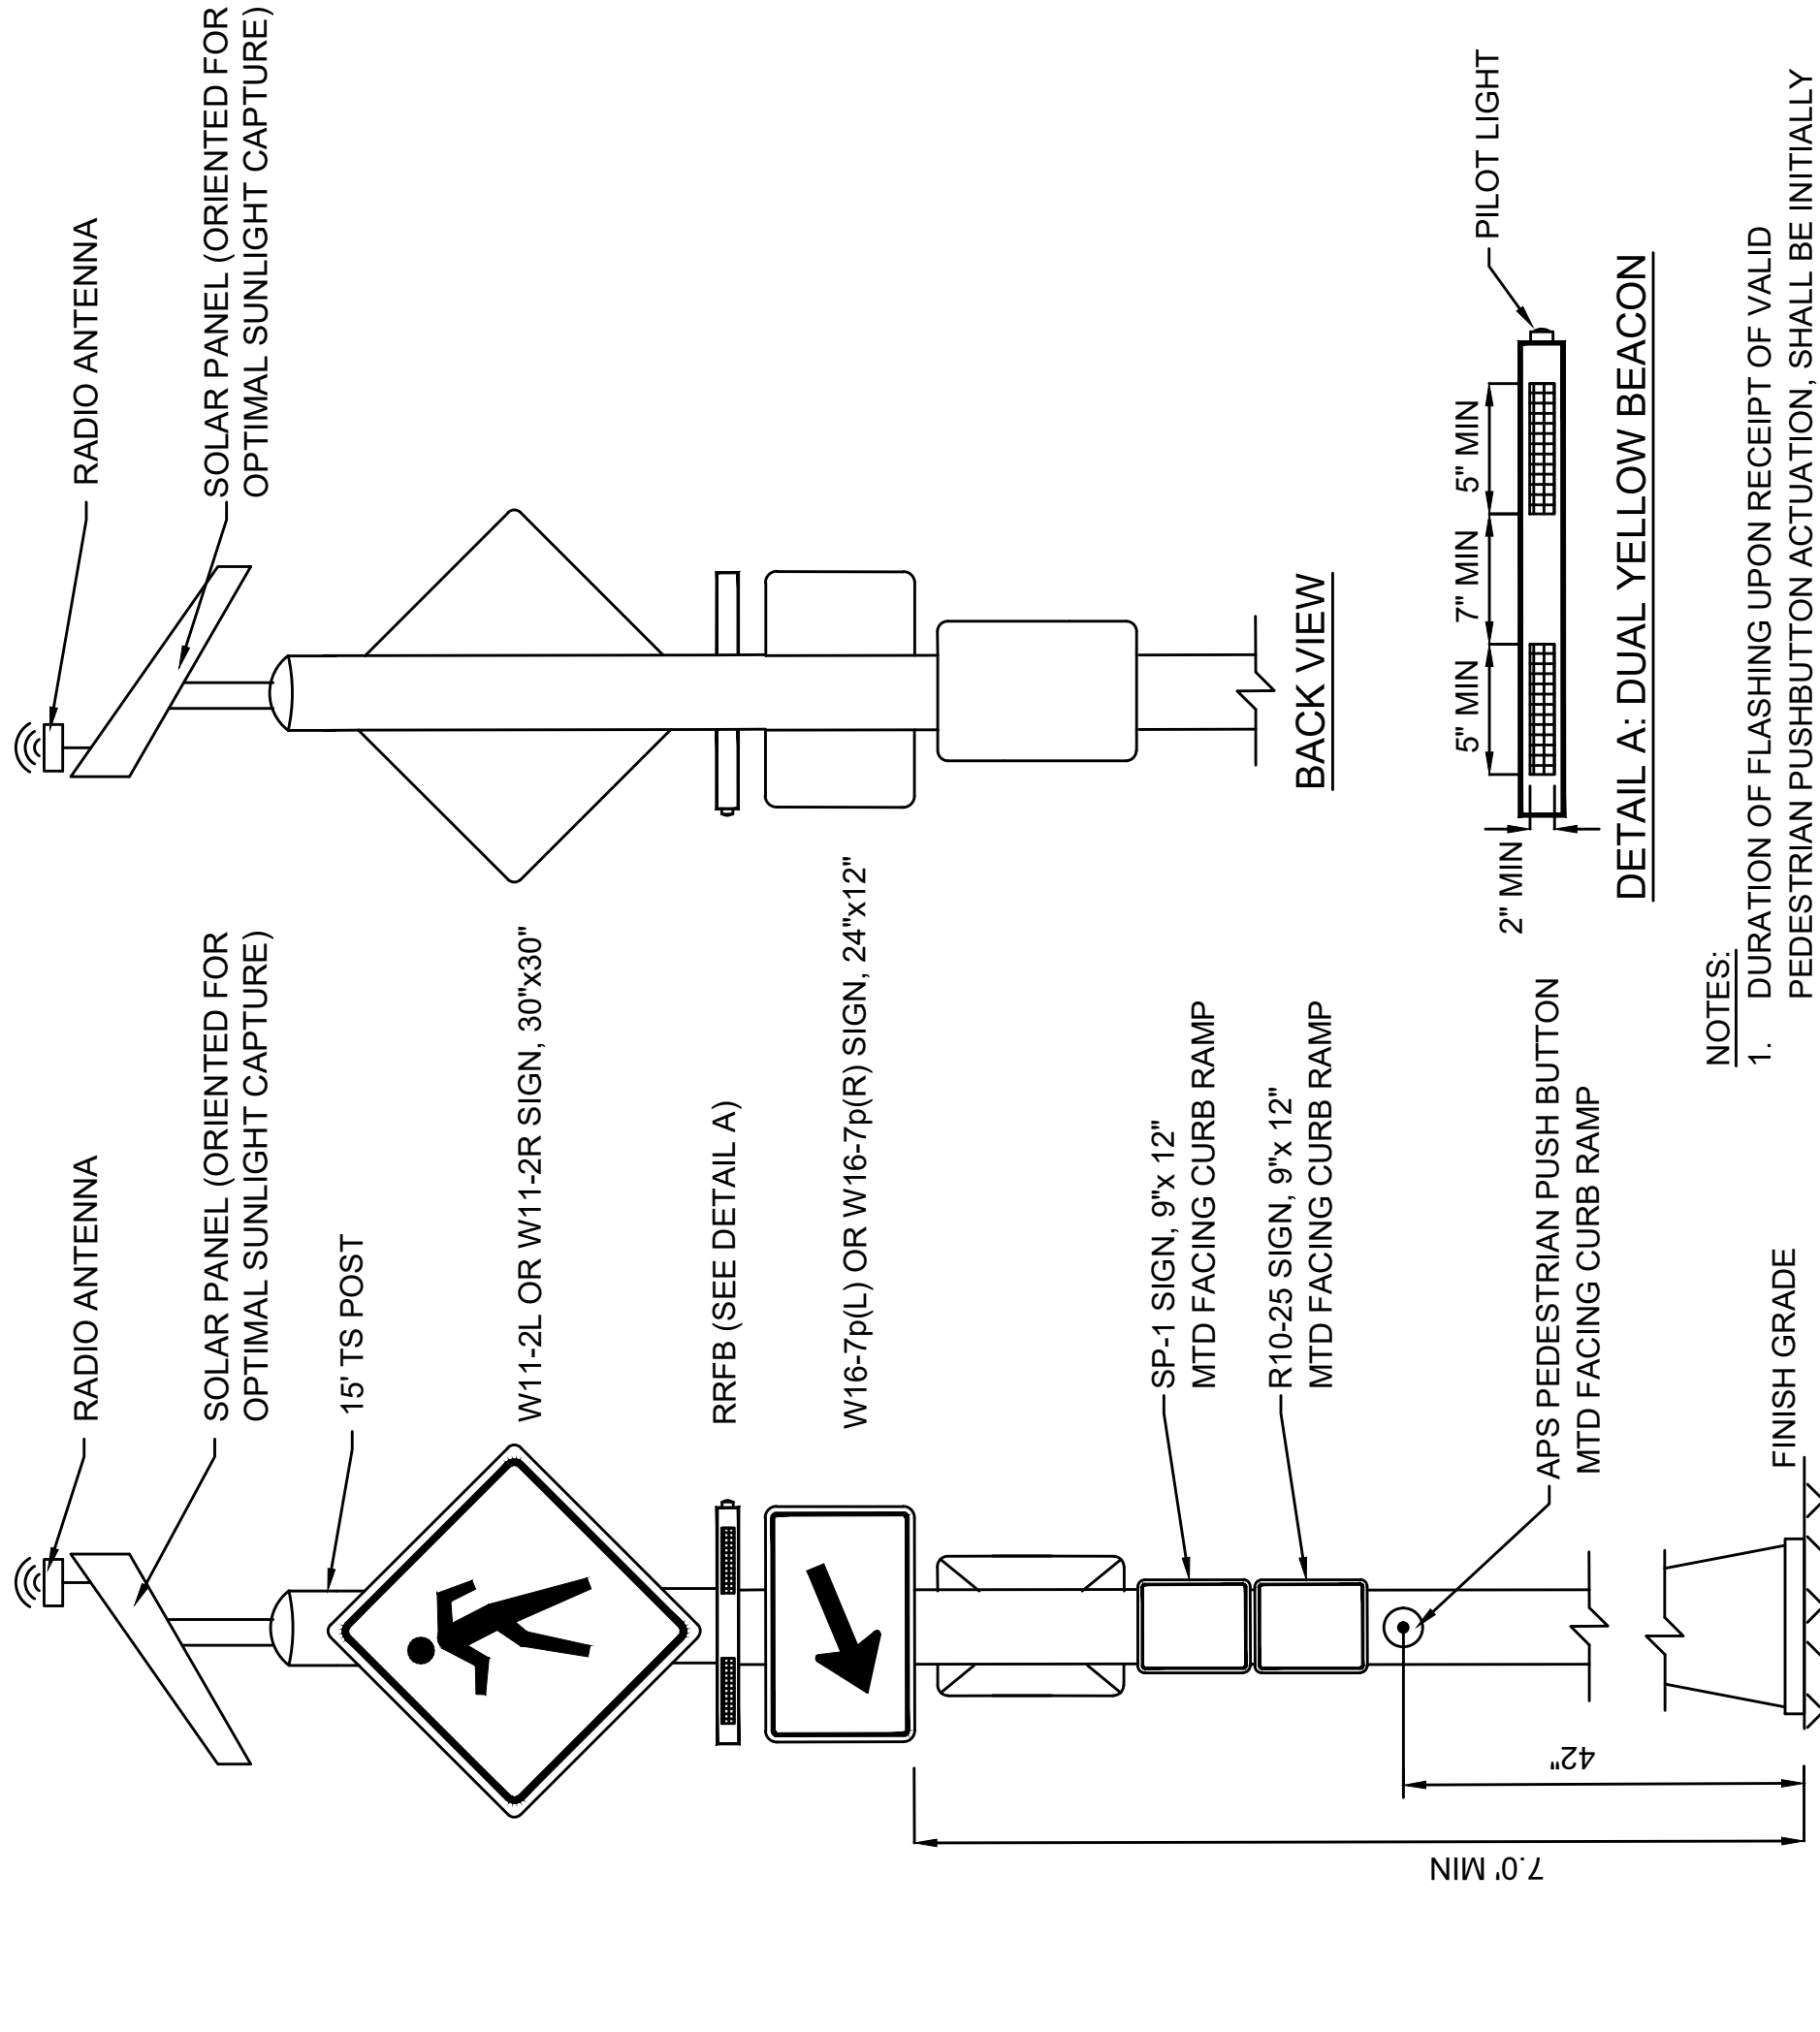 RADIO ANTENNA
SOLAR PANEL (ORIENTED FOR
OPTIMAL SUNLIGHT CAPTURE)
15' TS POST
W11-2L OR W11-2R SIGN, 30"x30"
RRFB (SEE DETAIL A)
W16-7p(L) OR W16-7p(R) SIGN, 24"x12"
SP-1 SIGN, 9"x 12"
MTD FACING CURB RAMP
R10-25 SIGN, 9"x 12"
MTD FACING CURB RAMP
APS PEDESTRIAN PUSH BUTTON
MTD FACING CURB RAMP
FINISH GRADE
42"
7.0' MIN
RADIO ANTENNA
SOLAR PANEL (ORIENTED FOR
OPTIMAL SUNLIGHT CAPTURE)
BACK VIEW
PILOT LIGHT
5" MIN
7" MIN
5" MIN
2" MIN
DETAIL A: DUAL YELLOW BEACON
NOTES:
1. DURATION OF FLASHING UPON RECEIPT OF VALID
PEDESTRIAN PUSHBUTTON ACTUATION, SHALL BE INITIALLY